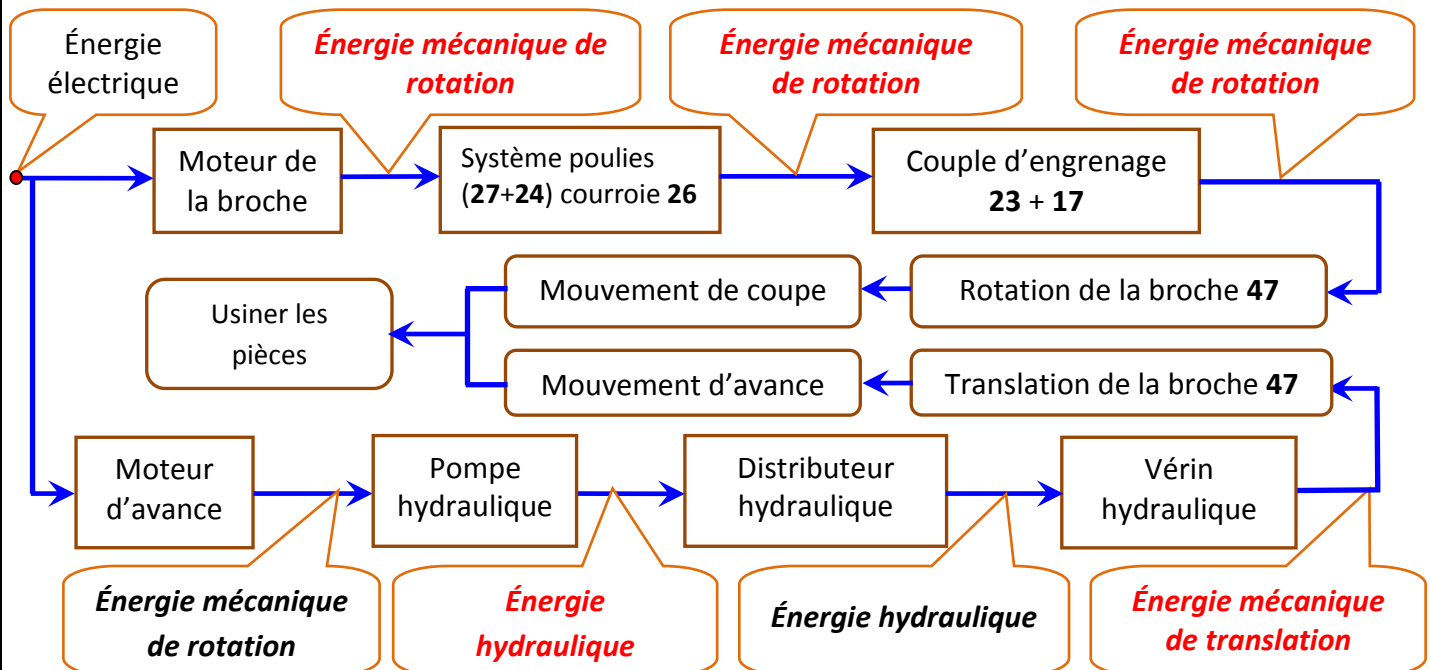 Énergie
électrique
Énergie mécanique de
rotation
Énergie mécanique
de rotation
Énergie mécanique
de rotation
Moteur de
la broche
Système poulies
(27+24) courroie 26
Couple d’engrenage
23 + 17
Usiner les
pièces
Mouvement de coupe
Rotation de la broche 47
Mouvement d’avance
Translation de la broche 47
Moteur
d’avance
Pompe
hydraulique
Distributeur
hydraulique
Vérin
hydraulique
Énergie mécanique
de rotation
Énergie
hydraulique
Énergie hydraulique
Énergie mécanique
de translation